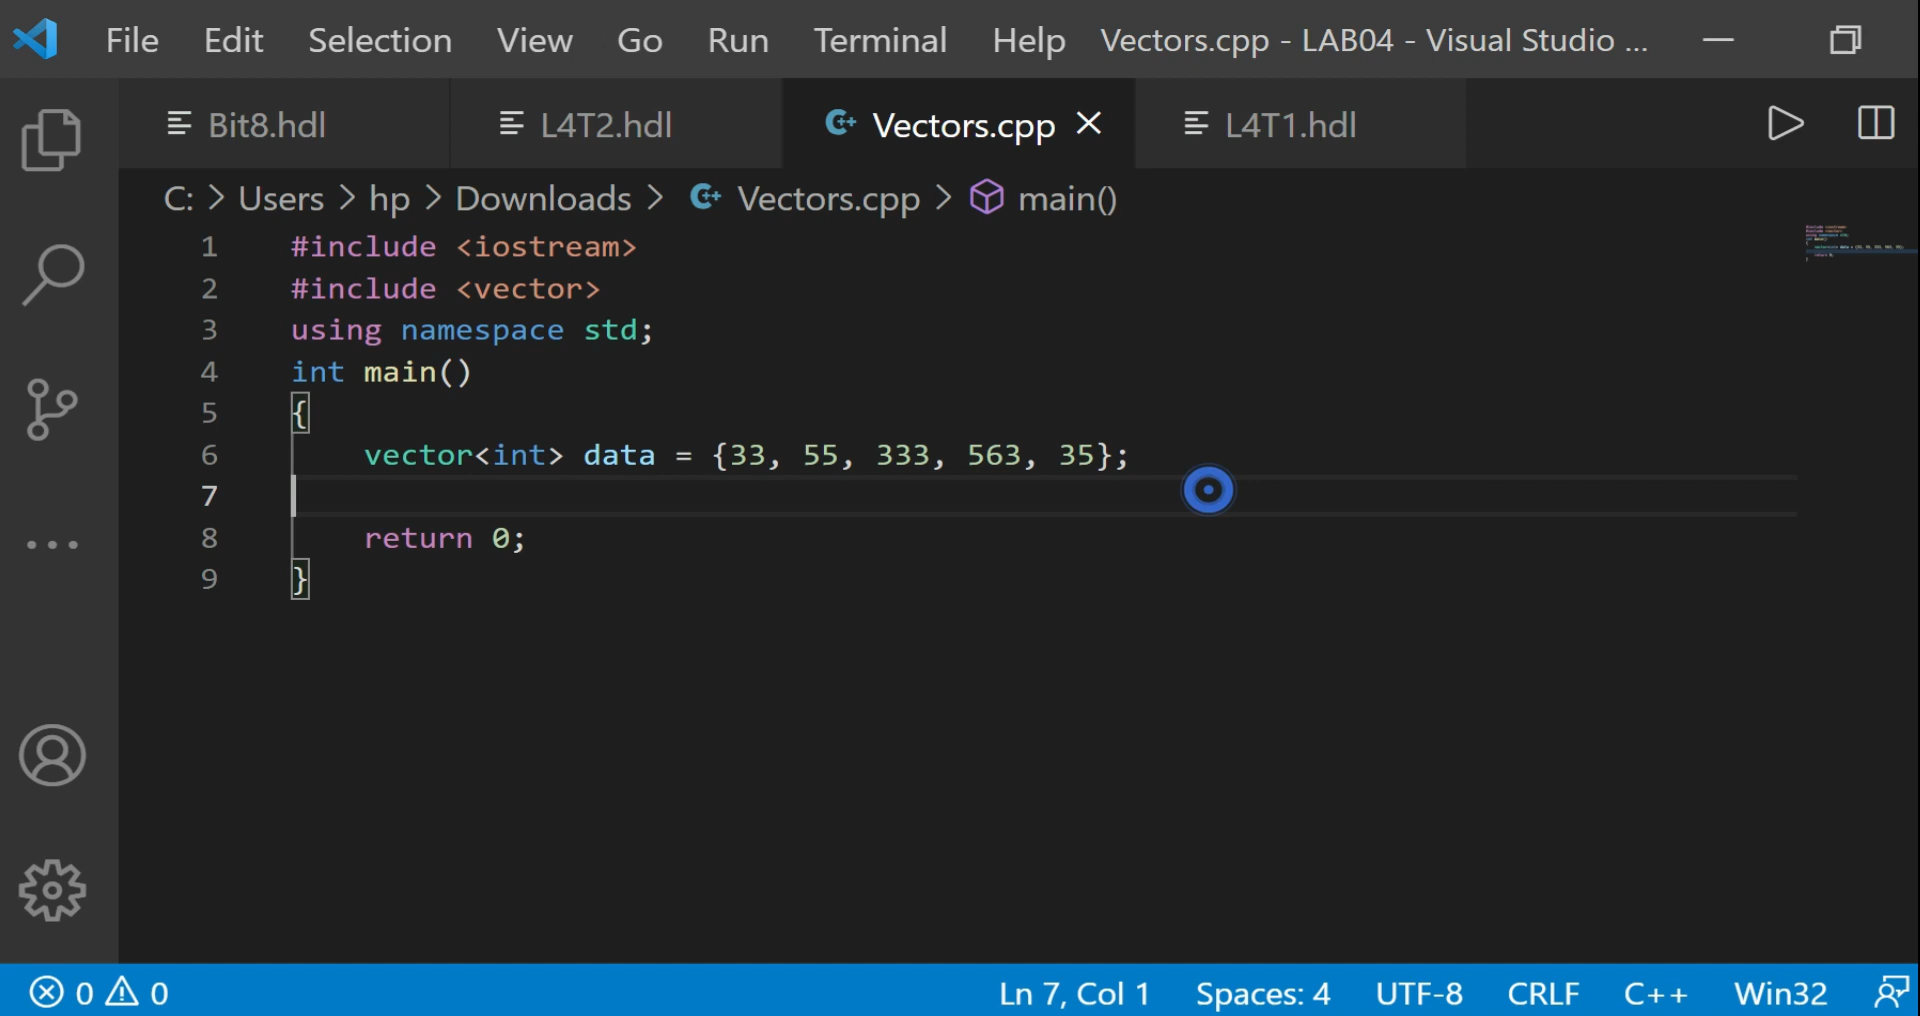 File Edit Selection View Go Run Terminal Help Vectors.cpp - LAB04 - Visual Studio ...
Bit8.hdl L4T2.hdl Vectors.cpp L4T1.hdl
C: > Users > hp > Downloads > Vectors.cpp > main()
1 #include <iostream>
2 #include <vector>
3 using namespace std;
4 int main()
5 {
6 vector<int> data = {33, 55, 333, 563, 35};
7
8 return 0;
9 }
0 0 Ln 7, Col 1 Spaces: 4 UTF-8 CRLF C++ Win32